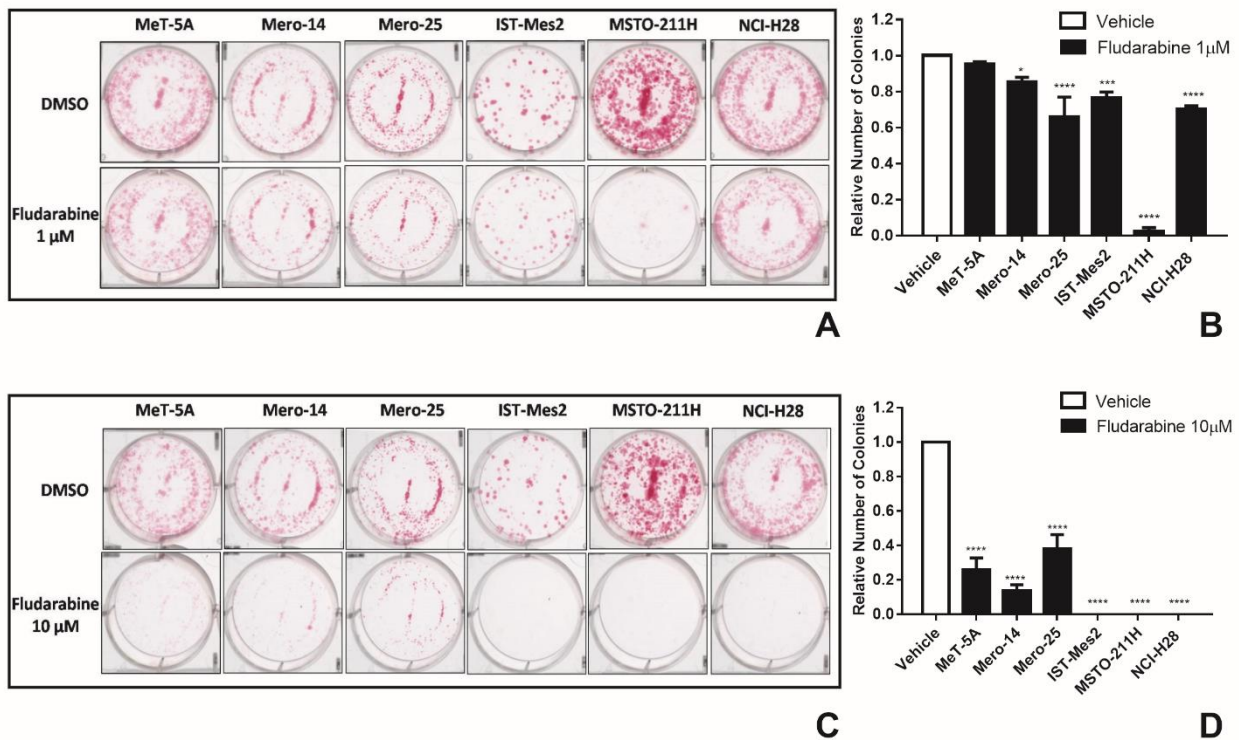 MeT-5A Mero-14 Mero-25 IST-Mes2 MSTO-211H NCI-H28
DMSO
Fludarabine
1 µM
A
Vehicle
Fludarabine 1µM
Relative Number of Colonies
1.2
1.0
0.8
0.6
0.4
0.2
0.0
*
****
***
****
****
Vehicle
MeT-5A
Mero-14
Mero-25
IST-Mes2
MSTO-211H
NCI-H28
B
MeT-5A Mero-14 Mero-25 IST-Mes2 MSTO-211H NCI-H28
DMSO
Fludarabine
10 µM
C
Vehicle
Fludarabine 10µM
Relative Number of Colonies
1.2
1.0
0.8
0.6
0.4
0.2
0.0
****
****
****
****
****
****
Vehicle
MeT-5A
Mero-14
Mero-25
IST-Mes2
MSTO-211H
NCI-H28
D